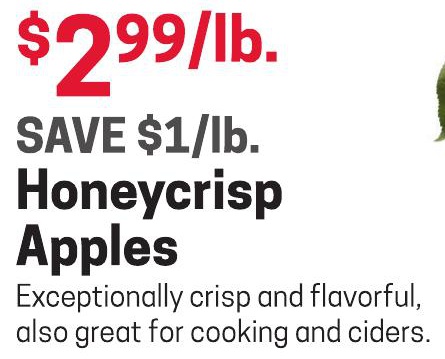 $2.99/lb.
SAVE $1/lb.
Honeycrisp
Apples
Exceptionally crisp and flavorful,
also great for cooking and ciders.